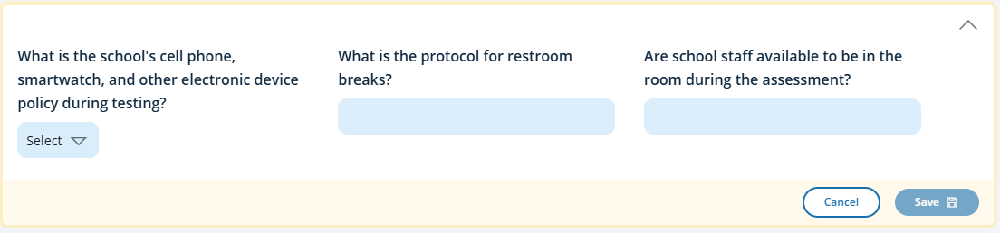 What is the school's cell phone,
smartwatch, and other electronic device
policy during testing?
Select
What is the protocol for restroom
breaks?
Are school staff available to be in the
room during the assessment?
Cancel
Save